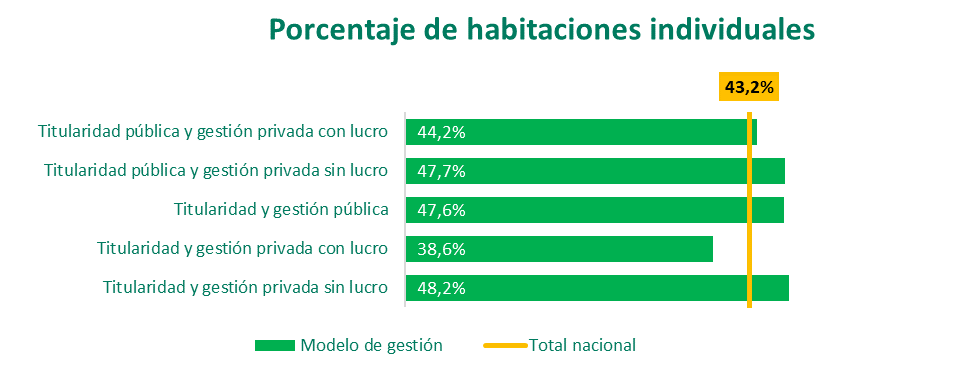 Porcentaje de habitaciones individuales
43,2%
Titularidad pública y gestión privada con lucro 44,2%
Titularidad pública y gestión privada sin lucro 47,7%
Titularidad y gestión pública 47,6%
Titularidad y gestión privada con lucro 38,6%
Titularidad y gestión privada sin lucro 48,2%
Modelo de gestión Total nacional